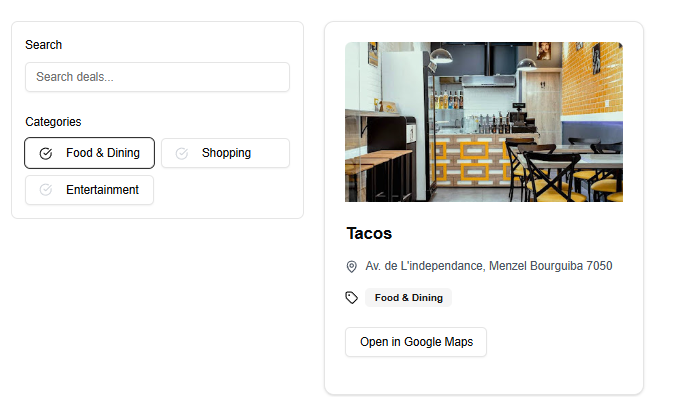 Search
Search deals...
Categories
Food & Dining
Shopping
Entertainment
Tacos
Av. de L'independance, Menzel Bourguiba 7050
Food & Dining
Open in Google Maps